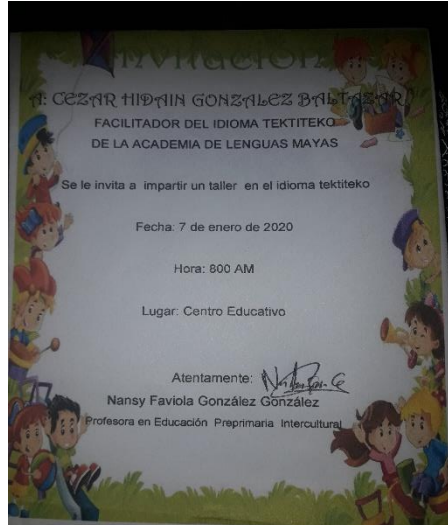 INVITACION
A: CEZAR HIDAIN GONZALEZ BALTAZAR
FACILITADOR DEL IDIOMA TEKTITEKO
DE LA ACADEMIA DE LENGUAS MAYAS
Se le invita a impartir un taller en el idioma tektiteko
Fecha: 7 de enero de 2020
Hora: 800 AM
Lugar: Centro Educativo
Atentamente:
Nansy Faviola González González
Profesora en Educación Preprimaria Intercultural